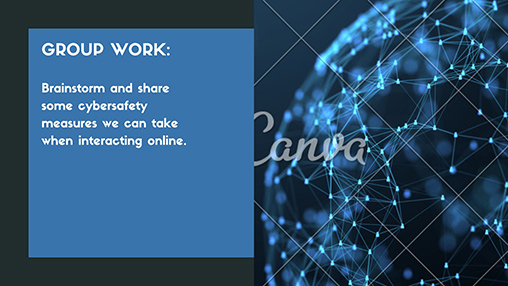 GROUP WORK:
Brainstorm and share
some cybersafety
measures we can take
when interacting online.
Canva